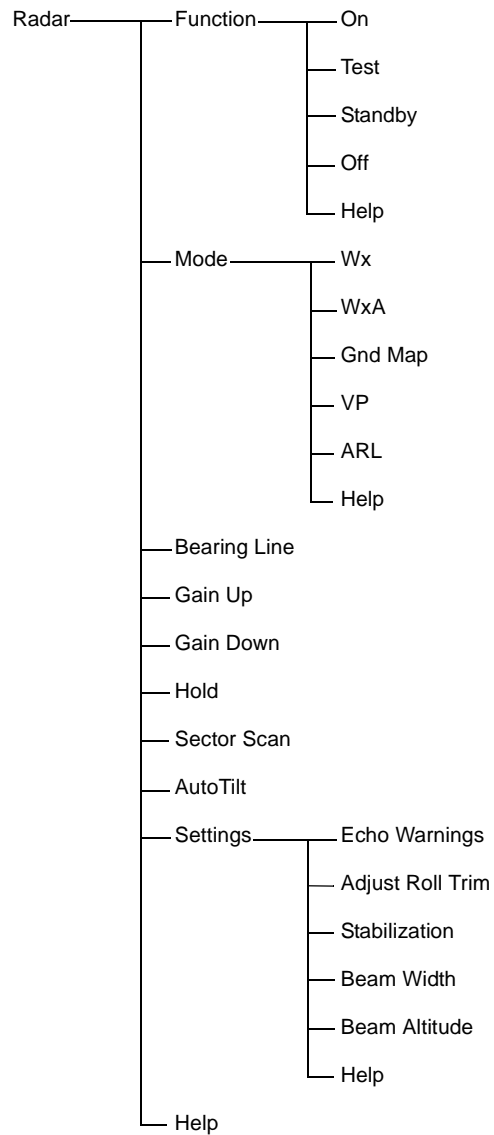 Radar Function On
Test
Standby
Off
Help
Mode Wx
WxA
Gnd Map
VP
ARL
Help
Bearing Line
Gain Up
Gain Down
Hold
Sector Scan
AutoTilt
Settings Echo Warnings
Adjust Roll Trim
Stabilization
Beam Width
Beam Altitude
Help
Help